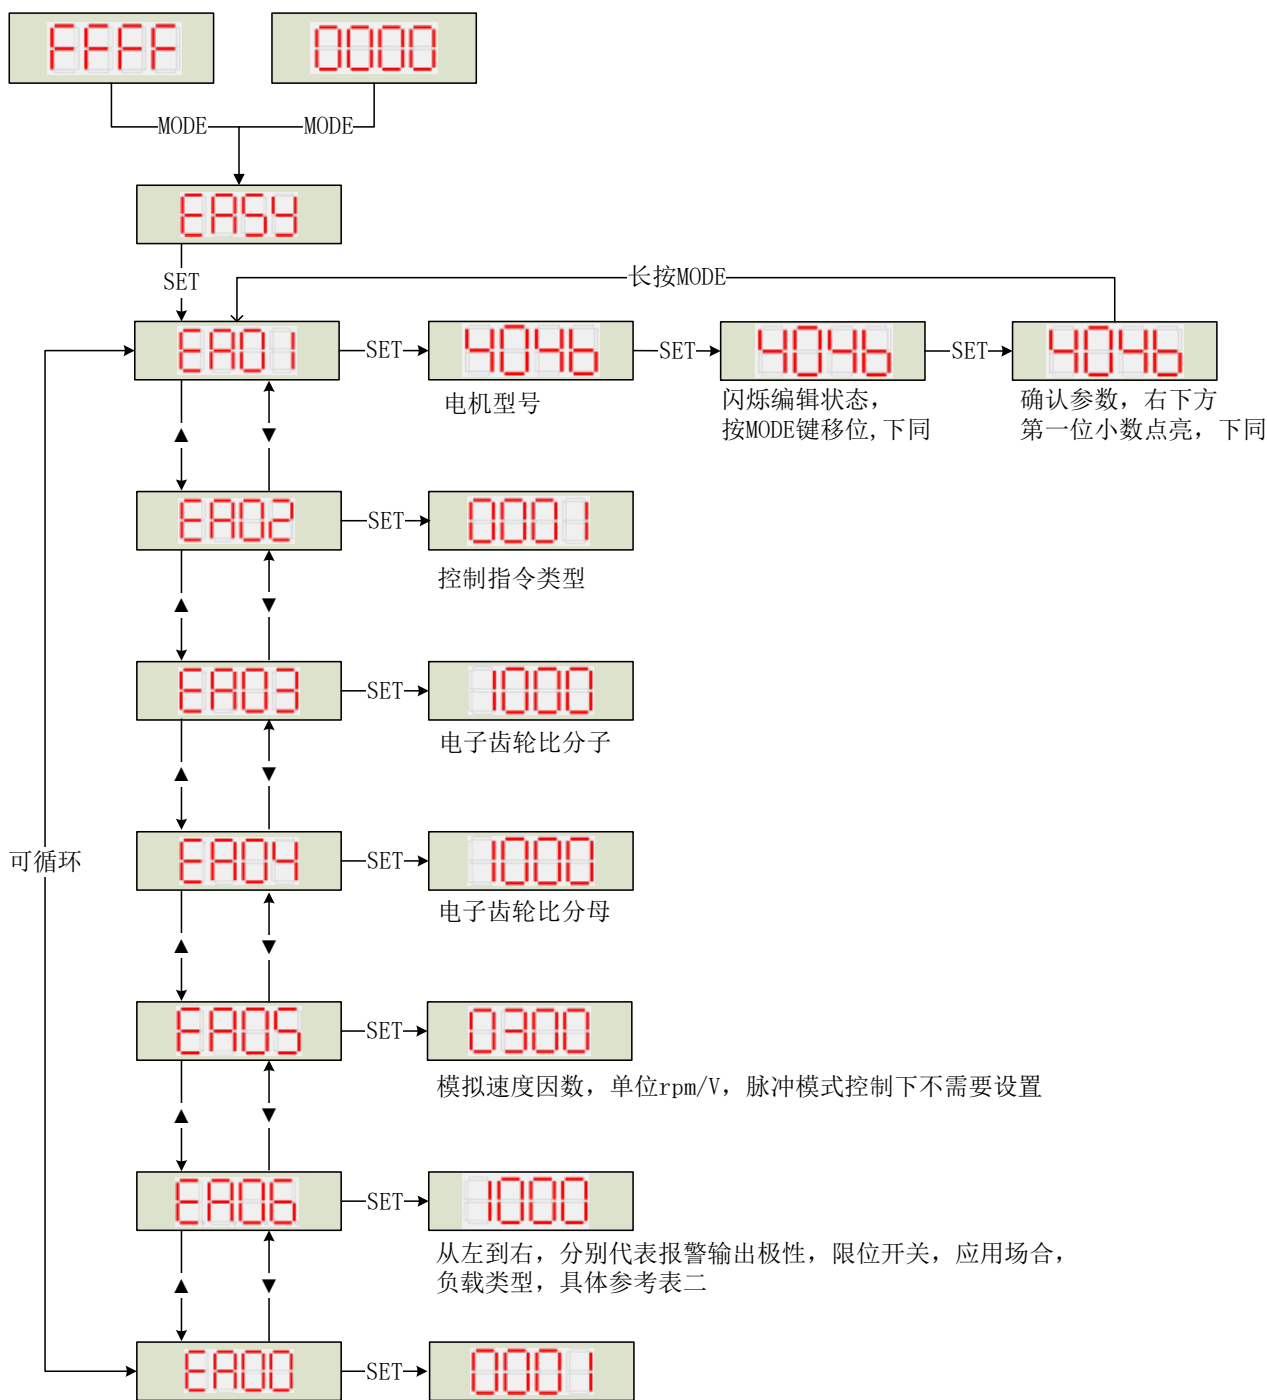 FFFF
0000
MODE
MODE
EASY
SET
长按MODE
EA01
SET
404b
SET
404b
SET
404b
电机型号
闪烁编辑状态，
按MODE键移位,下同
确认参数，右下方
第一位小数点亮，下同
▲
▼
EA02
SET
0001
控制指令类型
▲
▼
EA03
SET
1000
电子齿轮比分子
▲
▼
可循环
EA04
SET
1000
电子齿轮比分母
▲
▼
EA05
SET
0300
模拟速度因数，单位rpm/V，脉冲模式控制下不需要设置
▲
▼
EA06
SET
1000
从左到右，分别代表报警输出极性，限位开关，应用场合，
负载类型，具体参考表二
▲
▼
EA00
SET
0001